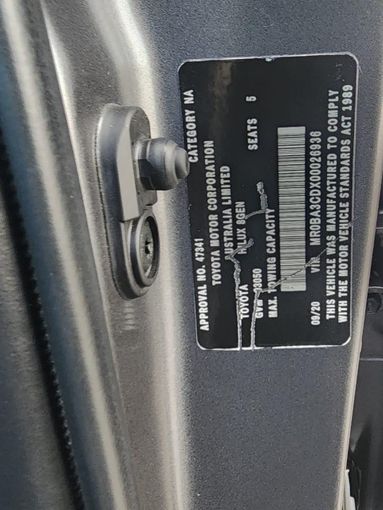 APPROVAL NO. 47341 CATEGORY NA
TOYOTA MOTOR CORPORATION
AUSTRALIA LIMITED
TOYOTA HILUX 8GEN
GVM 03050 SEATS 5
MAX. TOWING CAPACITY
VIN MR0BA3CDX00026936
09/20 THIS VEHICLE WAS MANUFACTURED TO COMPLY
WITH THE MOTOR VEHICLE STANDARDS ACT 1989